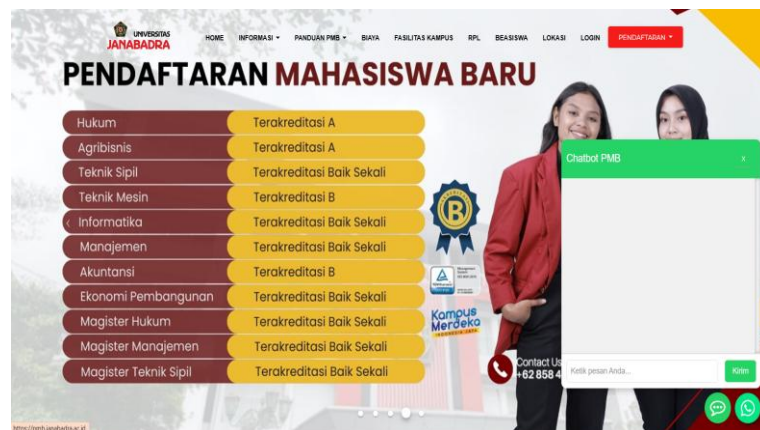 UNIVERSITAS
JANABADRA
HOME INFORMASI PANDUAN PMB BIAYA FASILITAS KAMPUS RPL BEASISWA LOKASI LOGIN PENDAFTARAN
PENDAFTARAN MAHASISWA BARU
Hukum Terakreditasi A
Agribisnis Terakreditasi A
Teknik Sipil Terakreditasi Baik Sekali
Teknik Mesin Terakreditasi B
Informatika Terakreditasi Baik Sekali
Manajemen Terakreditasi Baik Sekali
Akuntansi Terakreditasi B
Ekonomi Pembangunan Terakreditasi Baik Sekali
Magister Hukum Terakreditasi Baik Sekali
Magister Manajemen Terakreditasi Baik Sekali
Magister Teknik Sipil Terakreditasi Baik Sekali
B
Kampus
Merdeka
INDONESIA JAYA
Contact Us
+62 858 4
Chatbot PMB x
Ketik pesan Anda... Kirim
https://pmb.janabadra.ac.id